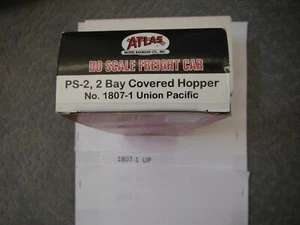 ATLAS
MODEL RAILROAD CO., INC.
HO SCALE FREIGHT CAR
PS-2, 2 Bay Covered Hopper
No. 1807-1 Union Pacific
1807-1 UP